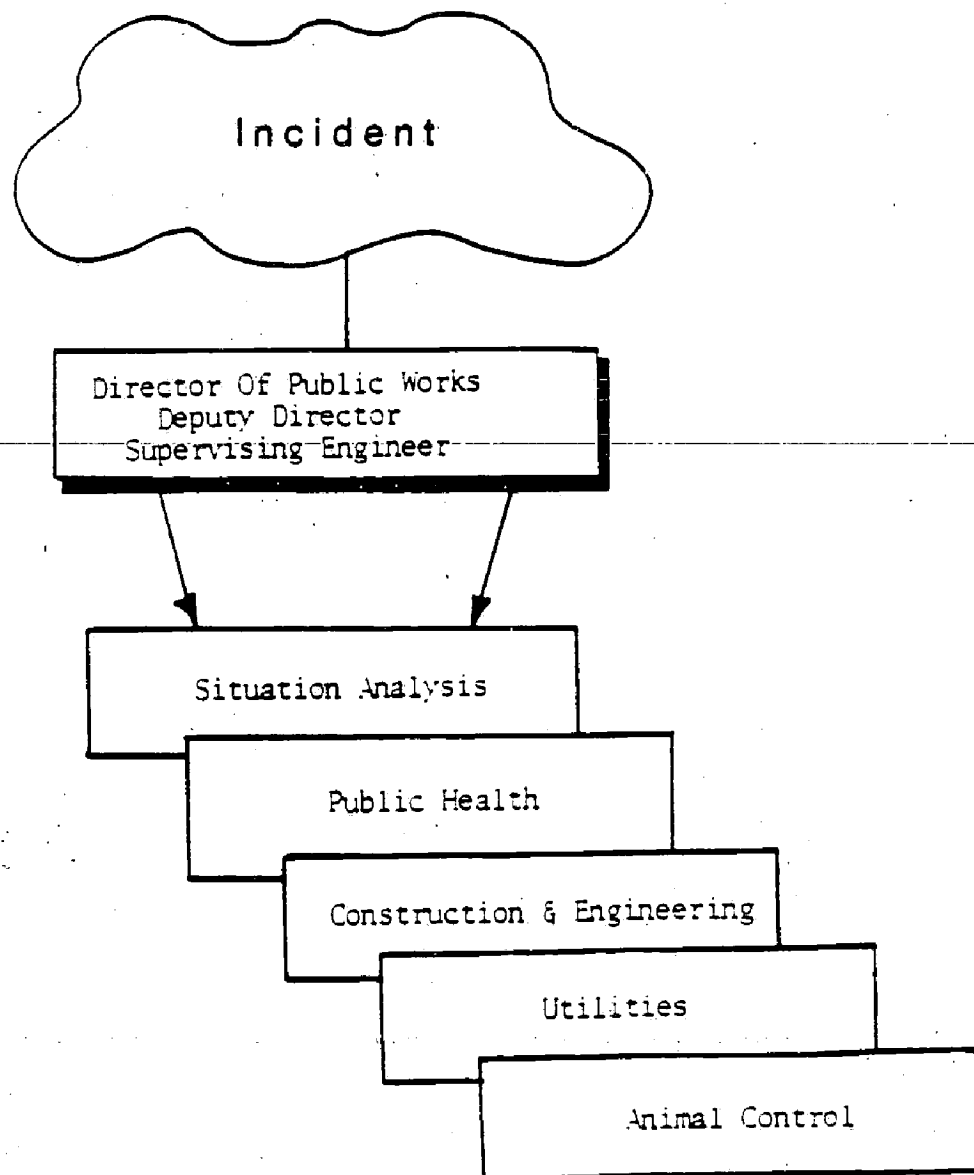 Incident
Director Of Public Works
Deputy Director
Supervising Engineer
Situation Analysis
Public Health
Construction & Engineering
Utilities
Animal Control